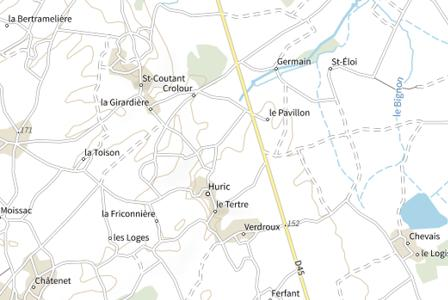 la Bertramelière
Germain
St-Éloi
St-Coutant
Crolour
la Girardière
le Bignon
le Pavillon
171
la Toison
Huric
Moissac
le Tertre
la Friconnière
152
Verdroux
les Loges
Chevais
le Logis
D45
Châtenet
Ferfant